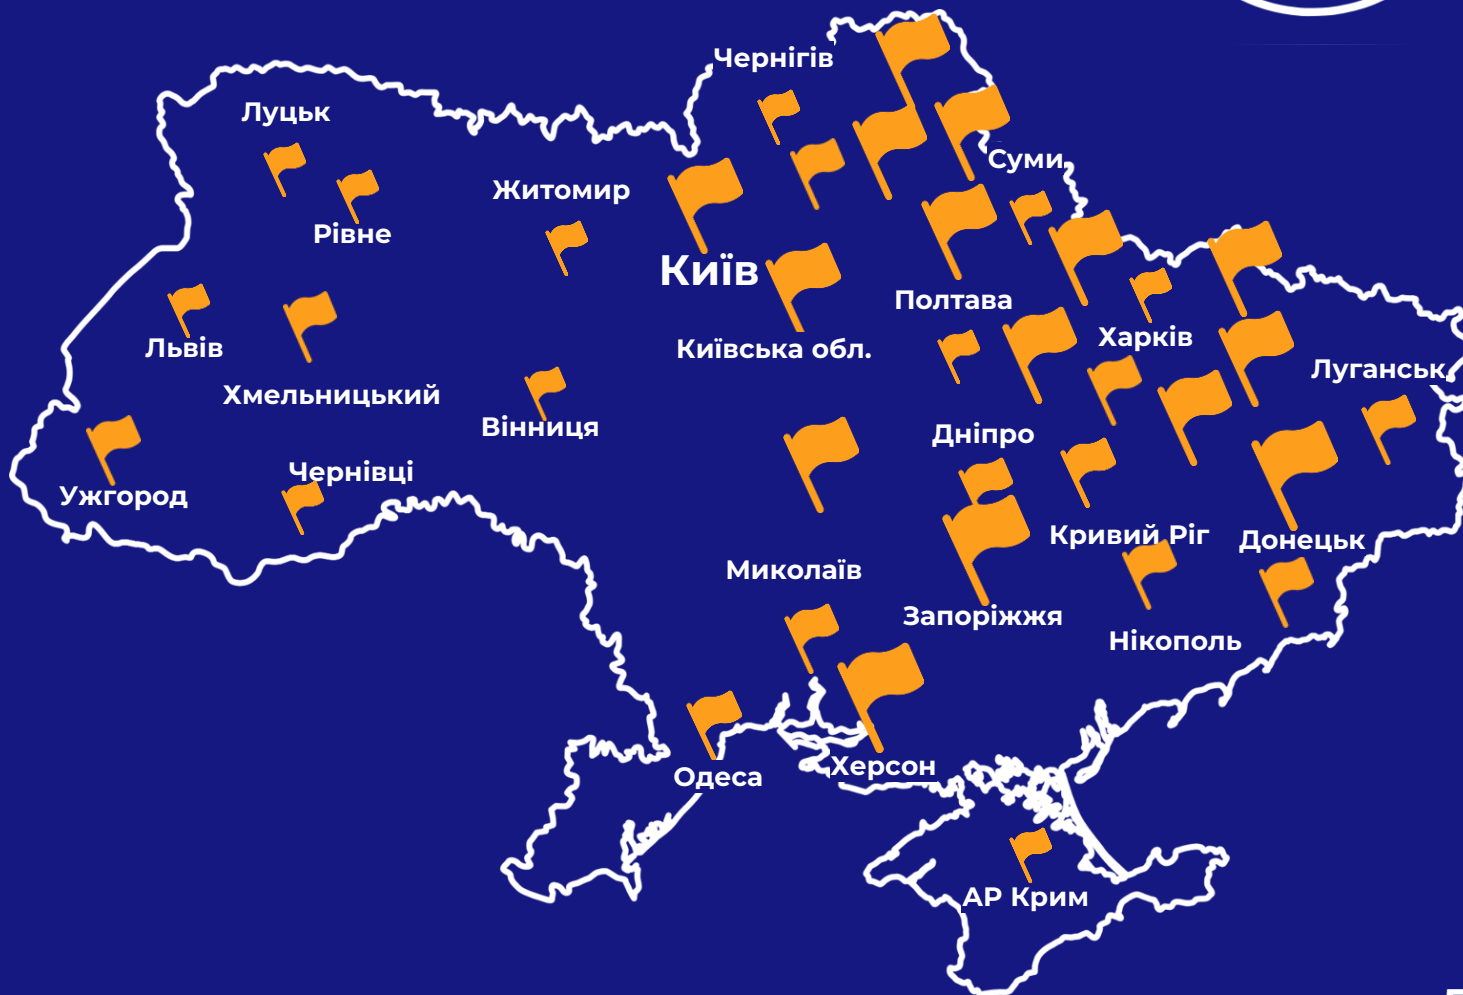 Чернігів
Луцьк
Суми
Житомир
Рівне
Київ
Полтава
Харків
Львів
Київська обл.
Луганськ
Хмельницький
Вінниця
Дніпро
Чернівці
Ужгород
Кривий Ріг
Донецьк
Миколаїв
Запоріжжя
Нікополь
Херсон
Одеса
АР Крим